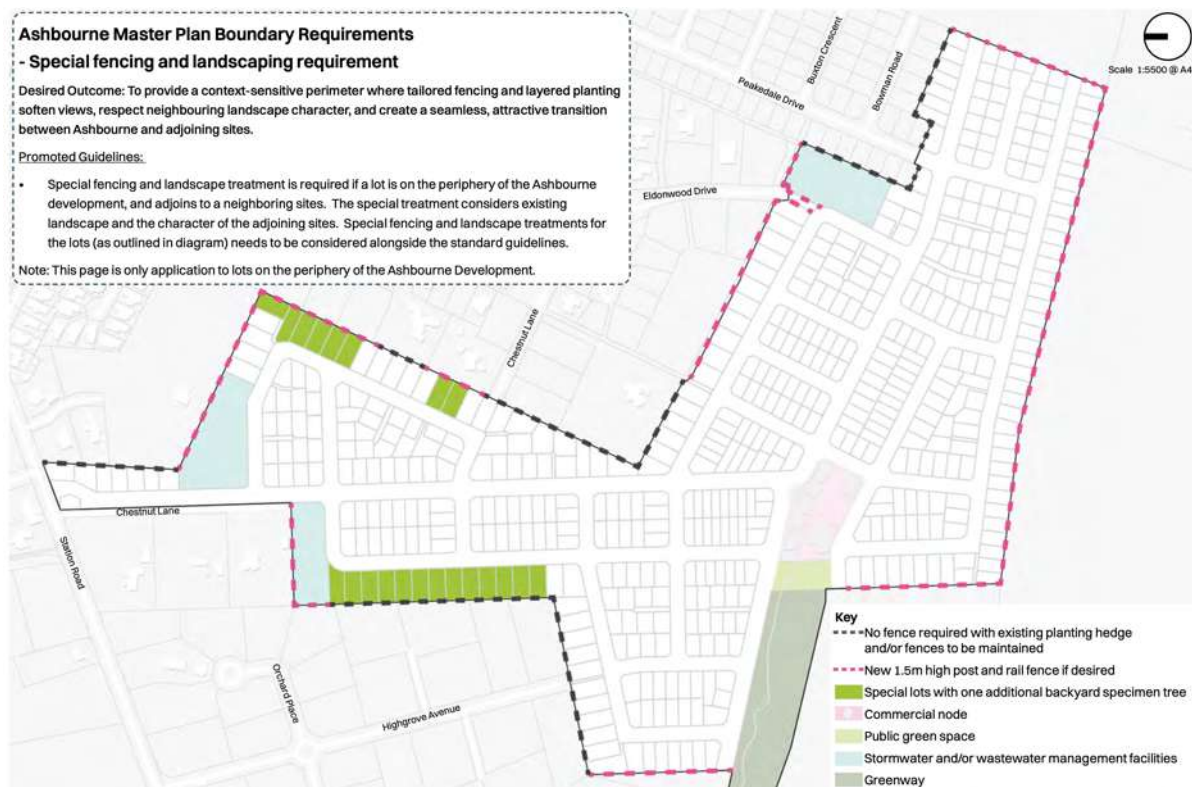 Ashbourne Master Plan Boundary Requirements
- Special fencing and landscaping requirement
Desired Outcome: To provide a context-sensitive perimeter where tailored fencing and layered planting
soften views, respect neighbouring landscape character, and create a seamless, attractive transition
between Ashbourne and adjoining sites.
Promoted Guidelines:
• Special fencing and landscape treatment is required if a lot is on the periphery of the Ashbourne
development, and adjoins to a neighboring sites. The special treatment considers existing
landscape and the character of the adjoining sites. Special fencing and landscape treatments for
the lots (as outlined in diagram) needs to be considered alongside the standard guidelines.
Note: This page is only application to lots on the periphery of the Ashbourne Development.
Scale 1:5500 @ A4
Buxton Crescent
Bowman Road
Peakedale Drive
Eldonwood Drive
Chestnut Lane
Chestnut Lane
Station Road
Orchard Place
Highgrove Avenue
Key
No fence required with existing planting hedge
and/or fences to be maintained
New 1.5m high post and rail fence if desired
Special lots with one additional backyard specimen tree
Commercial node
Public green space
Stormwater and/or wastewater management facilities
Greenway